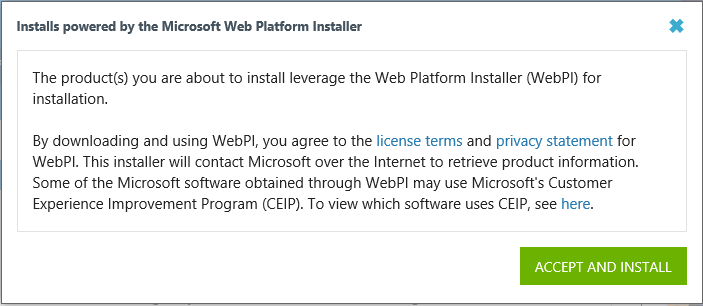 Installs powered by the Microsoft Web Platform Installer
The product(s) you are about to install leverage the Web Platform Installer (WebPI) for
installation.
By downloading and using WebPI, you agree to the license terms and privacy statement for
WebPI. This installer will contact Microsoft over the Internet to retrieve product information.
Some of the Microsoft software obtained through WebPI may use Microsoft's Customer
Experience Improvement Program (CEIP). To view which software uses CEIP, see here.
ACCEPT AND INSTALL